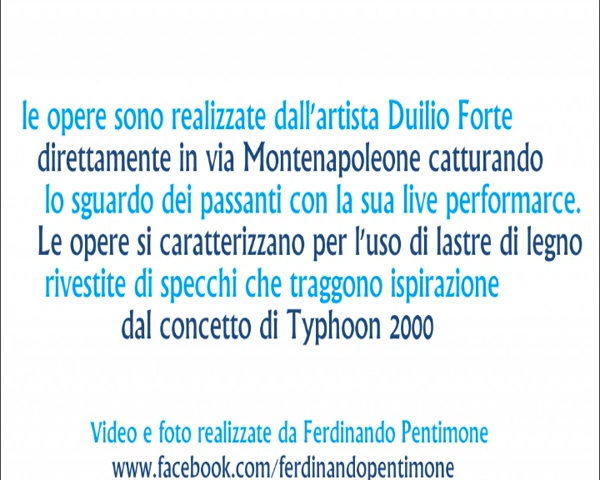 le opere sono realizzate dall'artista Duilio Forte
direttamente in via Montenapoleone catturando
lo sguardo dei passanti con la sua live performarce.
Le opere si caratterizzano per l'uso di lastre di legno
rivestite di specchi che traggono ispirazione
dal concetto di Typhoon 2000
Video e foto realizzate da Ferdinando Pentimone
www.facebook.com/ferdinandopentimone